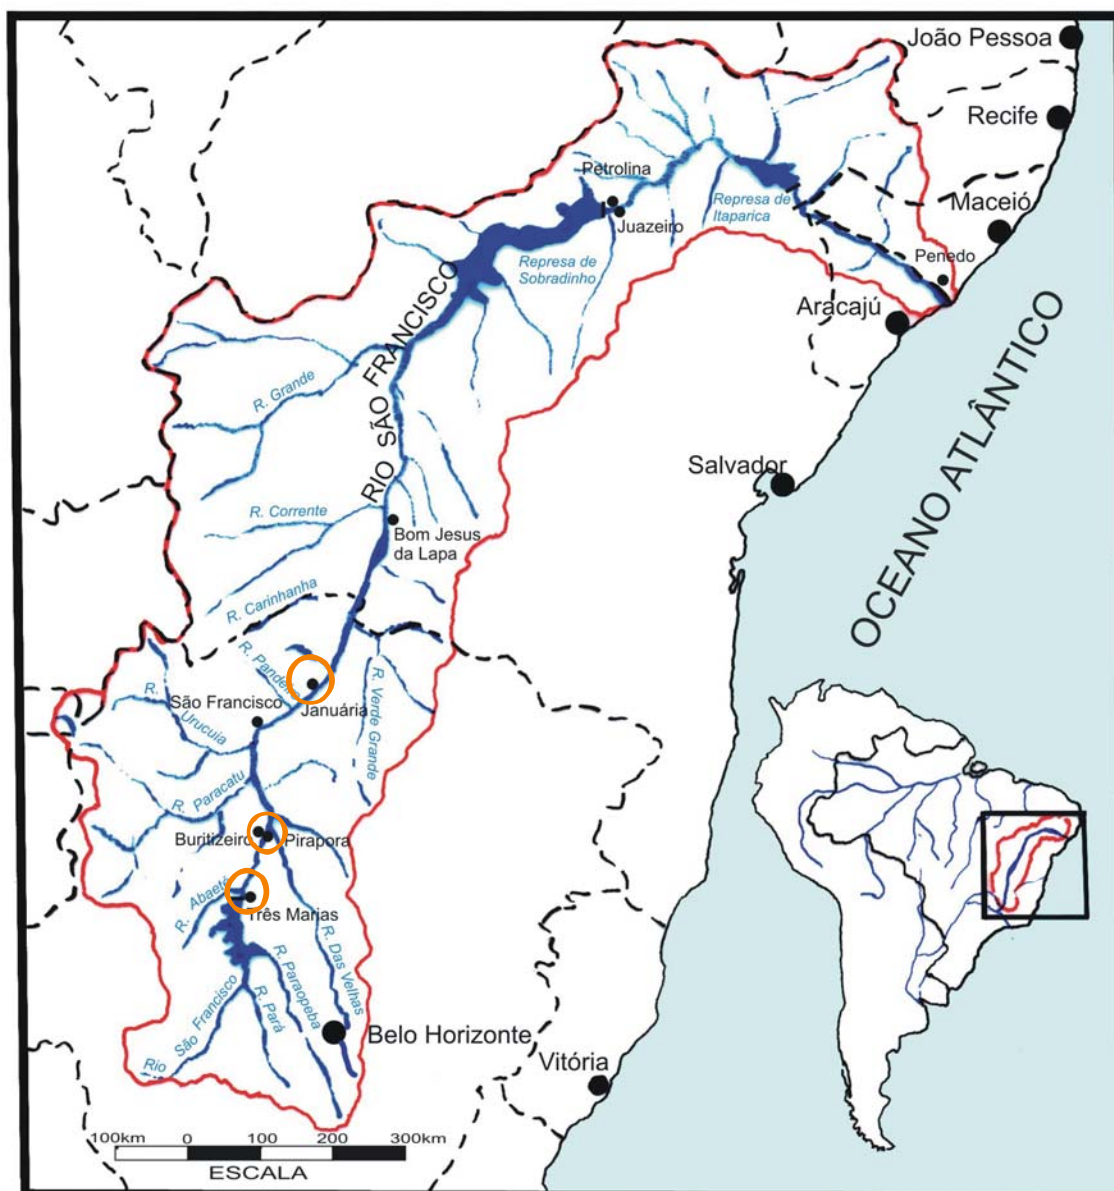 João Pessoa
Recife
Petrolina
Maceió
Represa de
Itaparica
Juazeiro
Penedo
Represa de
Sobradinho
Aracajú
RIO SÃO FRANCISCO
R. Grande
OCEANO ATLÂNTICO
Salvador
R. Corrente
Bom Jesus
da Lapa
R. Carinhanha
R. Pandeiro
São Francisco
Januária
R. Verde Grande
R.
Urucuia
R. Paracatu
Buritizeiro
Pirapora
R. Abaeté
Três Marias
R. Das Velhas
R. Paraopeba
R. Pará
Rio
São Francisco
Belo Horizonte
Vitória
100km
0
100
200
300km
ESCALA